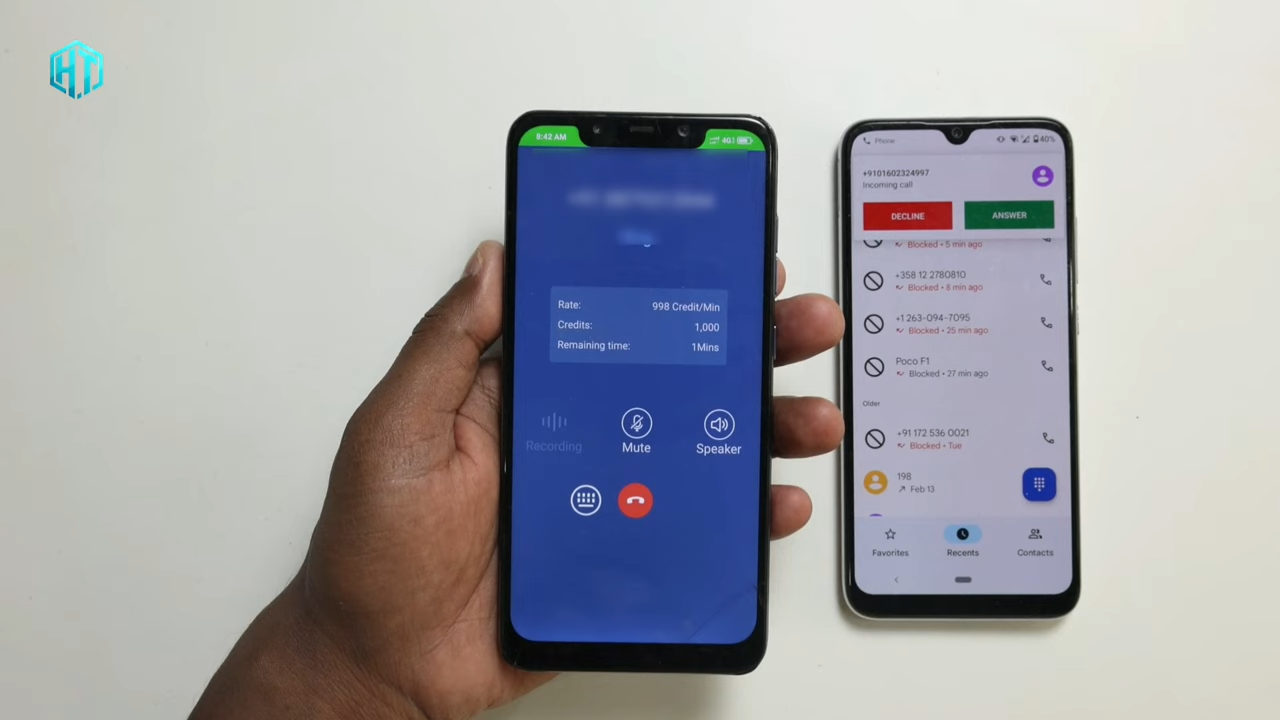 HT
9:42 AM
4G
Rate: 998 Credit/Min
Credits: 1,000
Remaining time: 1Mins
Recording
Mute
Speaker
Phone
40%
+9101602324997
Incoming call
DECLINE
ANSWER
Blocked • 5 min ago
+358 12 2780810
Blocked • 8 min ago
+1 263-094-7095
Blocked • 25 min ago
Poco F1
Blocked • 27 min ago
Older
+91 172 536 0021
Blocked • Tue
198
Feb 13
Favorites
Recents
Contacts